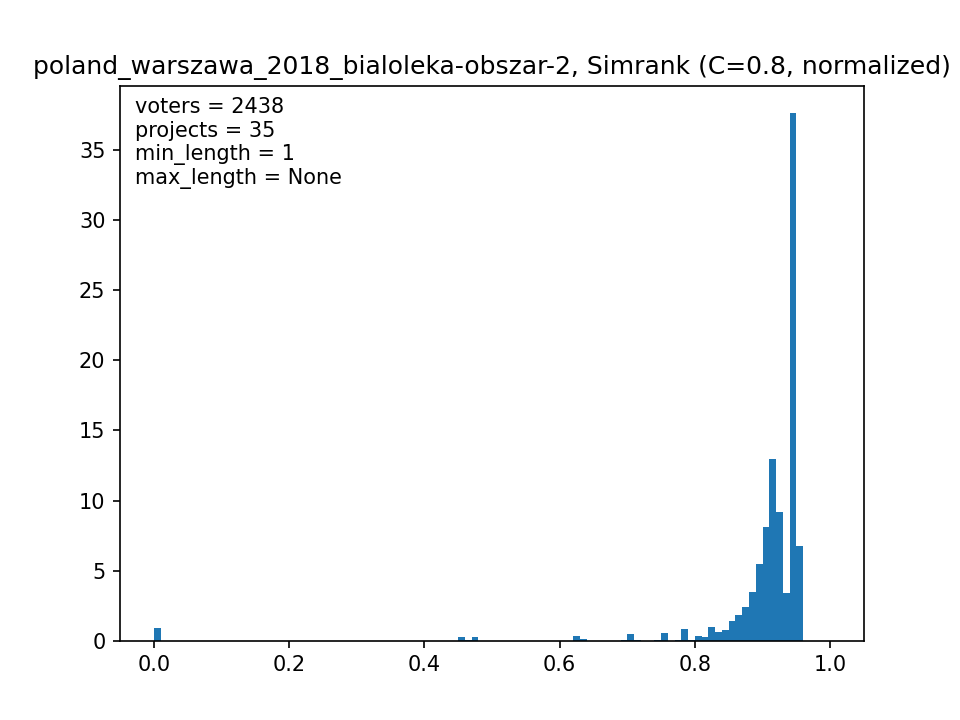 poland_warszawa_2018_bialoleka-obszar-2, Simrank (C=0.8, normalized)
voters = 2438
projects = 35
min_length = 1
max_length = None
35
30
25
20
15
10
5
0
0.0 0.2 0.4 0.6 0.8 1.0